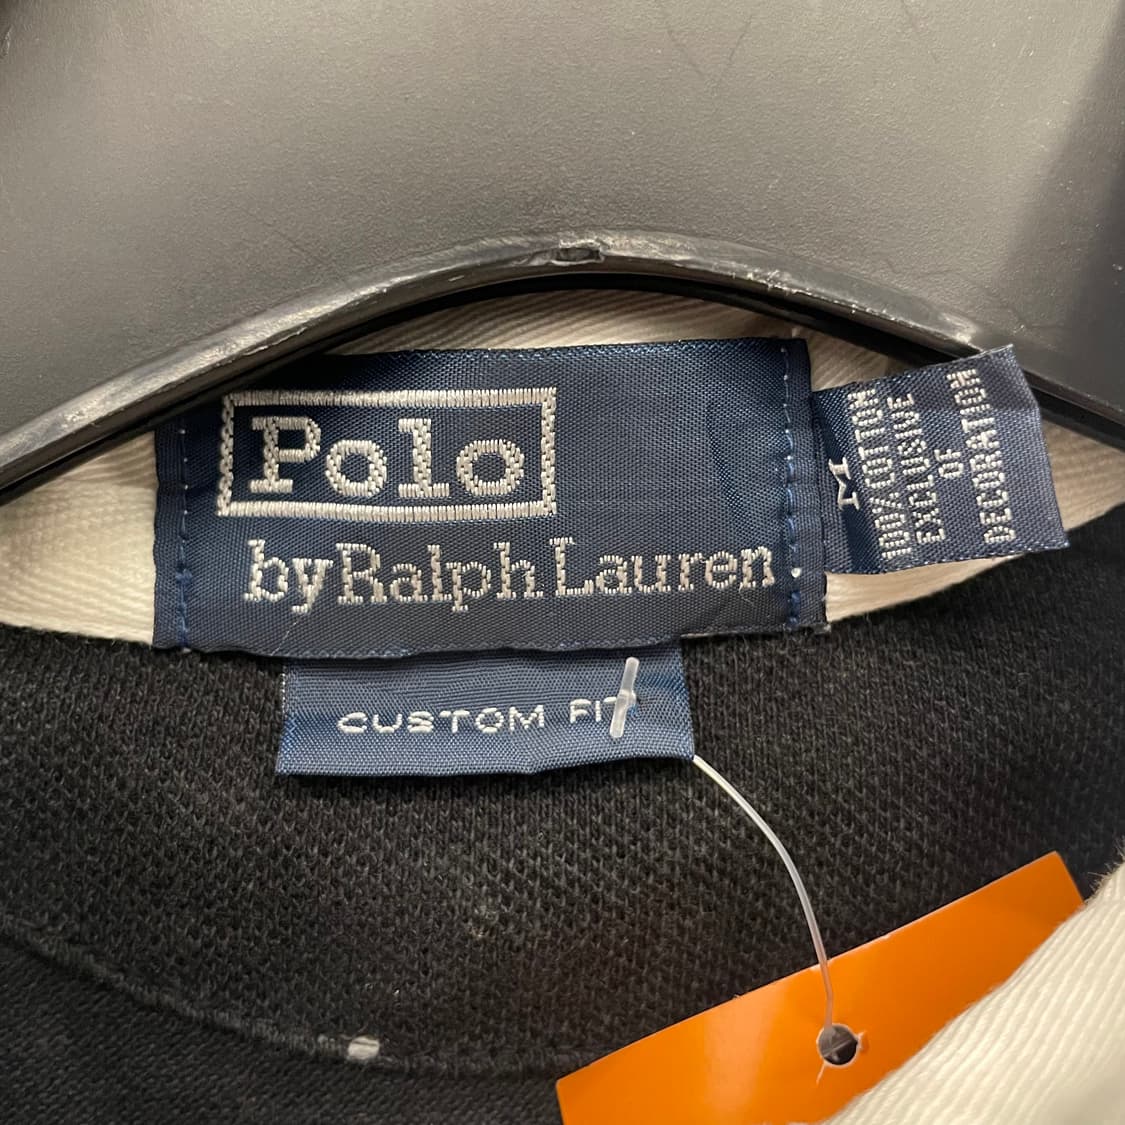 Polo
by Ralph Lauren
CUSTOM FIT
M
100% COTTON
EXCLUSIVE
OF
DECORATION